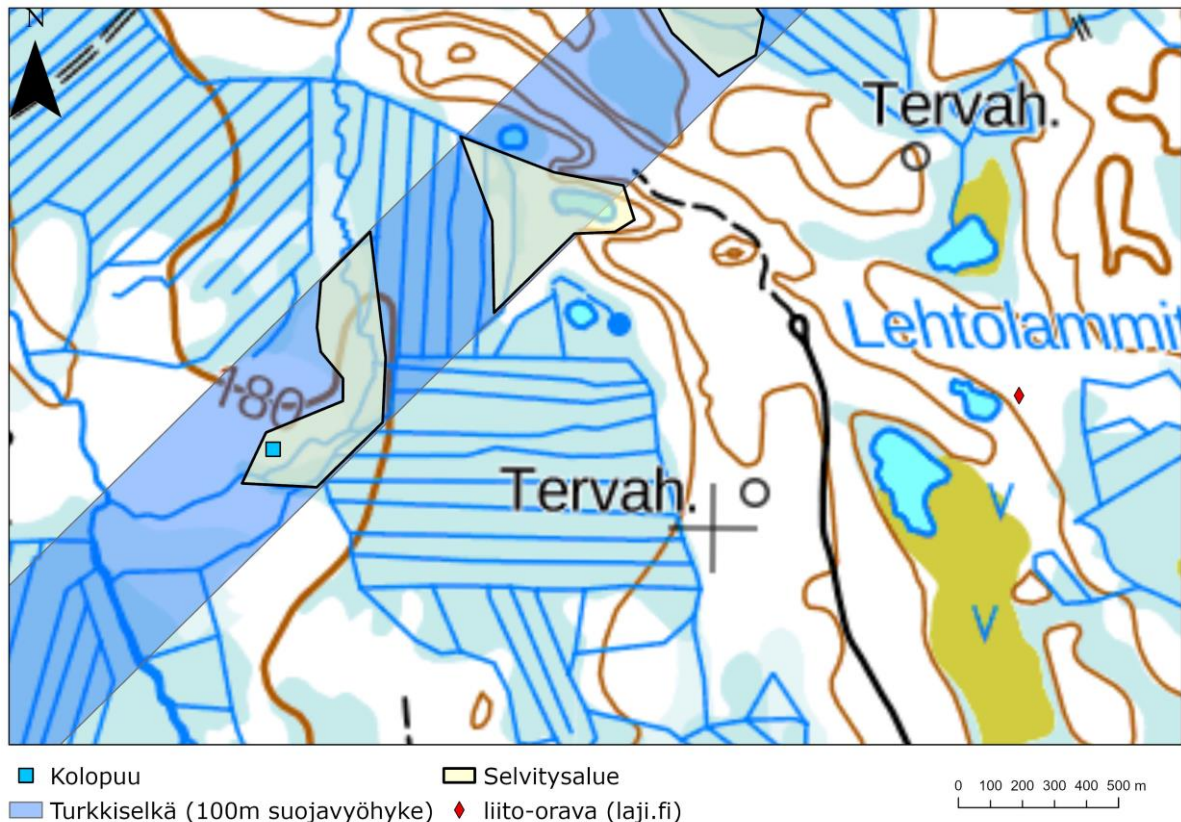 N
Tervah.
Lehtolammit
180
Tervah.
V
V
Kolopuu
Selvitysalue
Turkkiselkä (100m suojavyöhyke)
liito-orava (laji.fi)
0 100 200 300 400 500 m